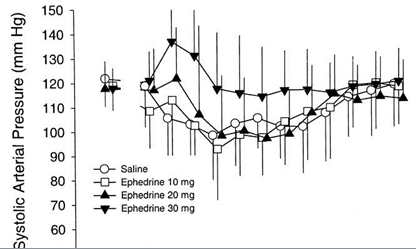 Systolic Arterial Pressure (mm Hg)
150
140
130
120
110
100
90
80
70
60
Saline
Ephedrine 10 mg
Ephedrine 20 mg
Ephedrine 30 mg